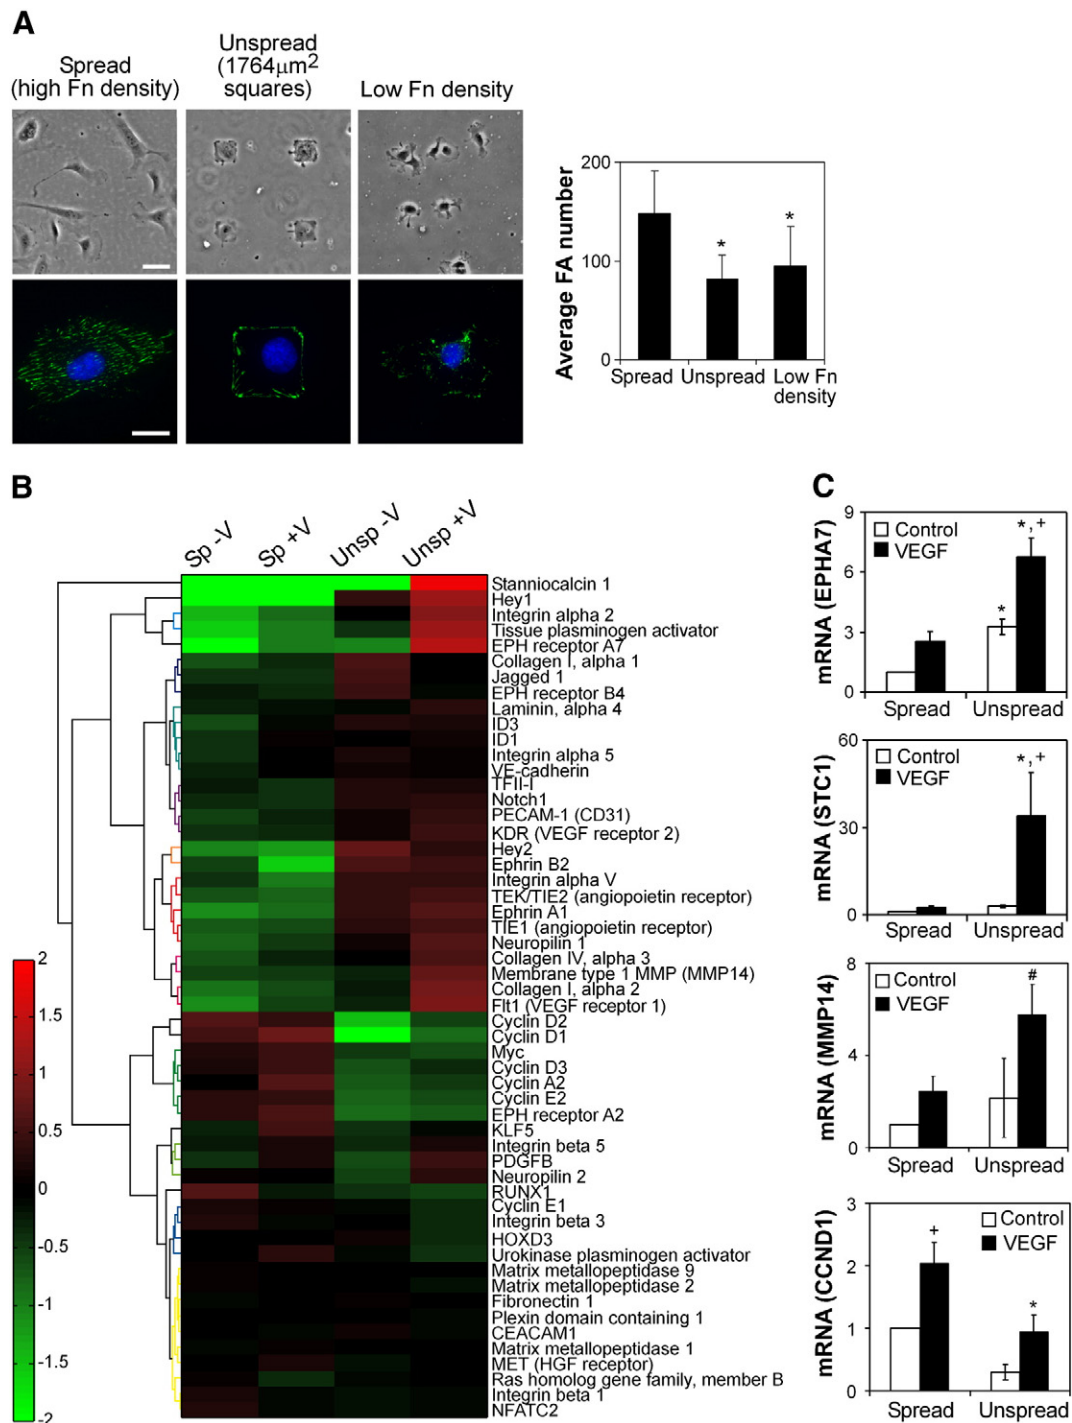 A
Spread
(high Fn density)
Unspread
(1764μm2
squares)
Low Fn density
Average FA number
200
100
0
*
*
Spread
Unspread
Low Fn
density
B
Sp -V
Sp +V
Unsp -V
Unsp +V
Stanniocalcin 1
Hey1
Integrin alpha 2
Tissue plasminogen activator
EPH receptor A7
Collagen I, alpha 1
Jagged 1
EPH receptor B4
Laminin, alpha 4
ID3
ID1
Integrin alpha 5
VE-cadherin
TFII-I
Notch1
PECAM-1 (CD31)
KDR (VEGF receptor 2)
Hey2
Ephrin B2
Integrin alpha V
TEK/TIE2 (angiopoietin receptor)
Ephrin A1
TIE1 (angiopoietin receptor)
Neuropilin 1
Collagen IV, alpha 3
Membrane type 1 MMP (MMP14)
Collagen I, alpha 2
Flt1 (VEGF receptor 1)
Cyclin D2
Cyclin D1
Myc
Cyclin D3
Cyclin A2
Cyclin E2
EPH receptor A2
KLF5
Integrin beta 5
PDGFB
Neuropilin 2
RUNX1
Cyclin E1
Integrin beta 3
HOXD3
Urokinase plasminogen activator
Matrix metallopeptidase 9
Matrix metallopeptidase 2
Fibronectin 1
Plexin domain containing 1
CEACAM1
Matrix metallopeptidase 1
MET (HGF receptor)
Ras homolog gene family, member B
Integrin beta 1
NFATC2
2
1.5
1
0.5
0
-0.5
-1
-1.5
-2
C
mRNA (EPHA7)
9
6
3
0
Control
VEGF
*
*, +
Spread
Unspread
mRNA (STC1)
60
30
0
Control
VEGF
*, +
Spread
Unspread
mRNA (MMP14)
8
4
0
Control
VEGF
#
Spread
Unspread
mRNA (CCND1)
3
2
1
0
Control
VEGF
+
*
Spread
Unspread